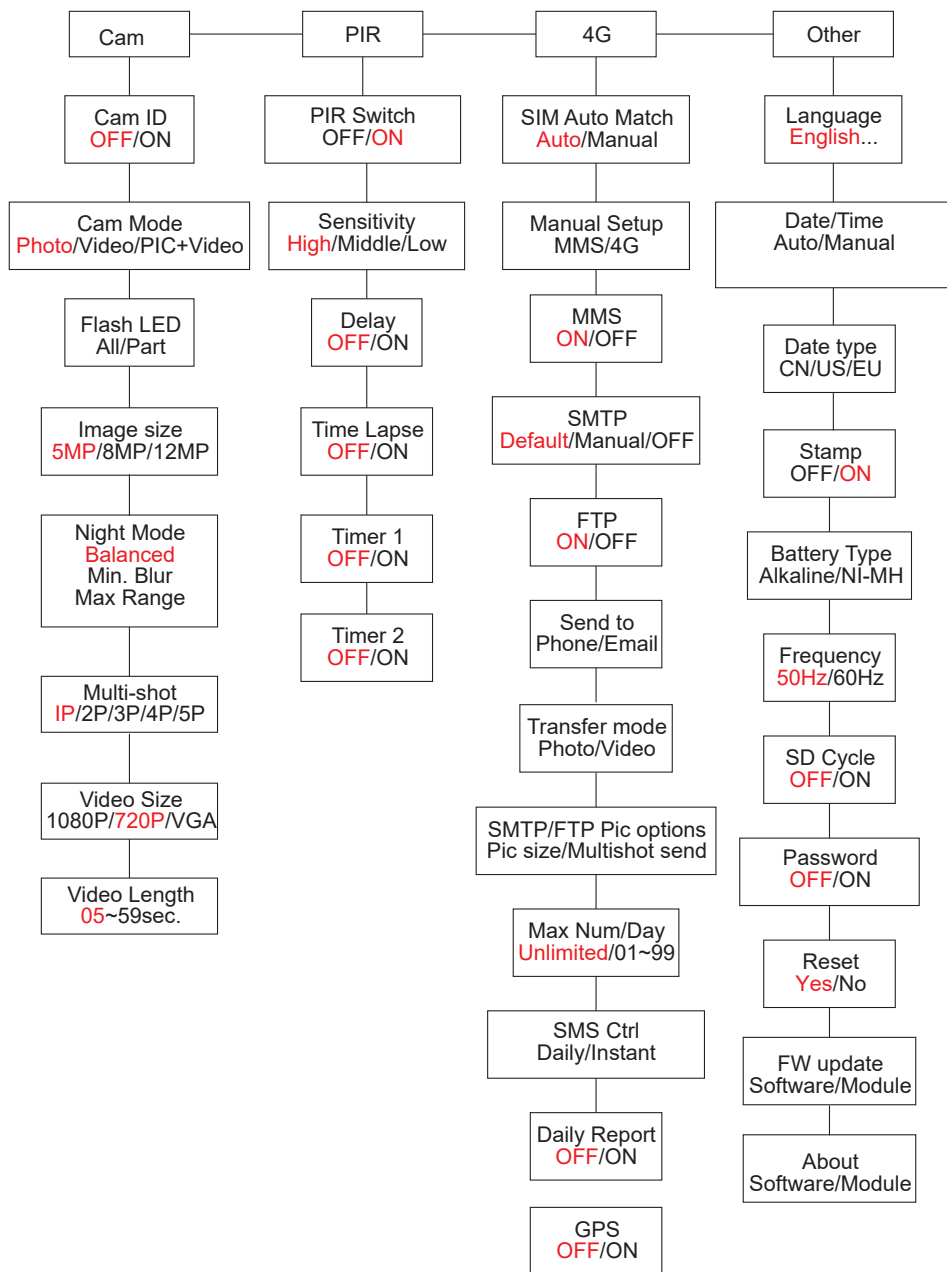 Cam
PIR
4G
Other
Cam ID
OFF/ON
Cam Mode
Photo/Video/PIC+Video
Flash LED
All/Part
Image size
5MP/8MP/12MP
Night Mode
Balanced
Min. Blur
Max Range
Multi-shot
IP/2P/3P/4P/5P
Video Size
1080P/720P/VGA
Video Length
05~59sec.
PIR Switch
OFF/ON
Sensitivity
High/Middle/Low
Delay
OFF/ON
Time Lapse
OFF/ON
Timer 1
OFF/ON
Timer 2
OFF/ON
SIM Auto Match
Auto/Manual
Manual Setup
MMS/4G
MMS
ON/OFF
SMTP
Default/Manual/OFF
FTP
ON/OFF
Send to
Phone/Email
Transfer mode
Photo/Video
SMTP/FTP Pic options
Pic size/Multishot send
Max Num/Day
Unlimited/01~99
SMS Ctrl
Daily/Instant
Daily Report
OFF/ON
GPS
OFF/ON
Language
English...
Date/Time
Auto/Manual
Date type
CN/US/EU
Stamp
OFF/ON
Battery Type
Alkaline/NI-MH
Frequency
50Hz/60Hz
SD Cycle
OFF/ON
Password
OFF/ON
Reset
Yes/No
FW update
Software/Module
About
Software/Module